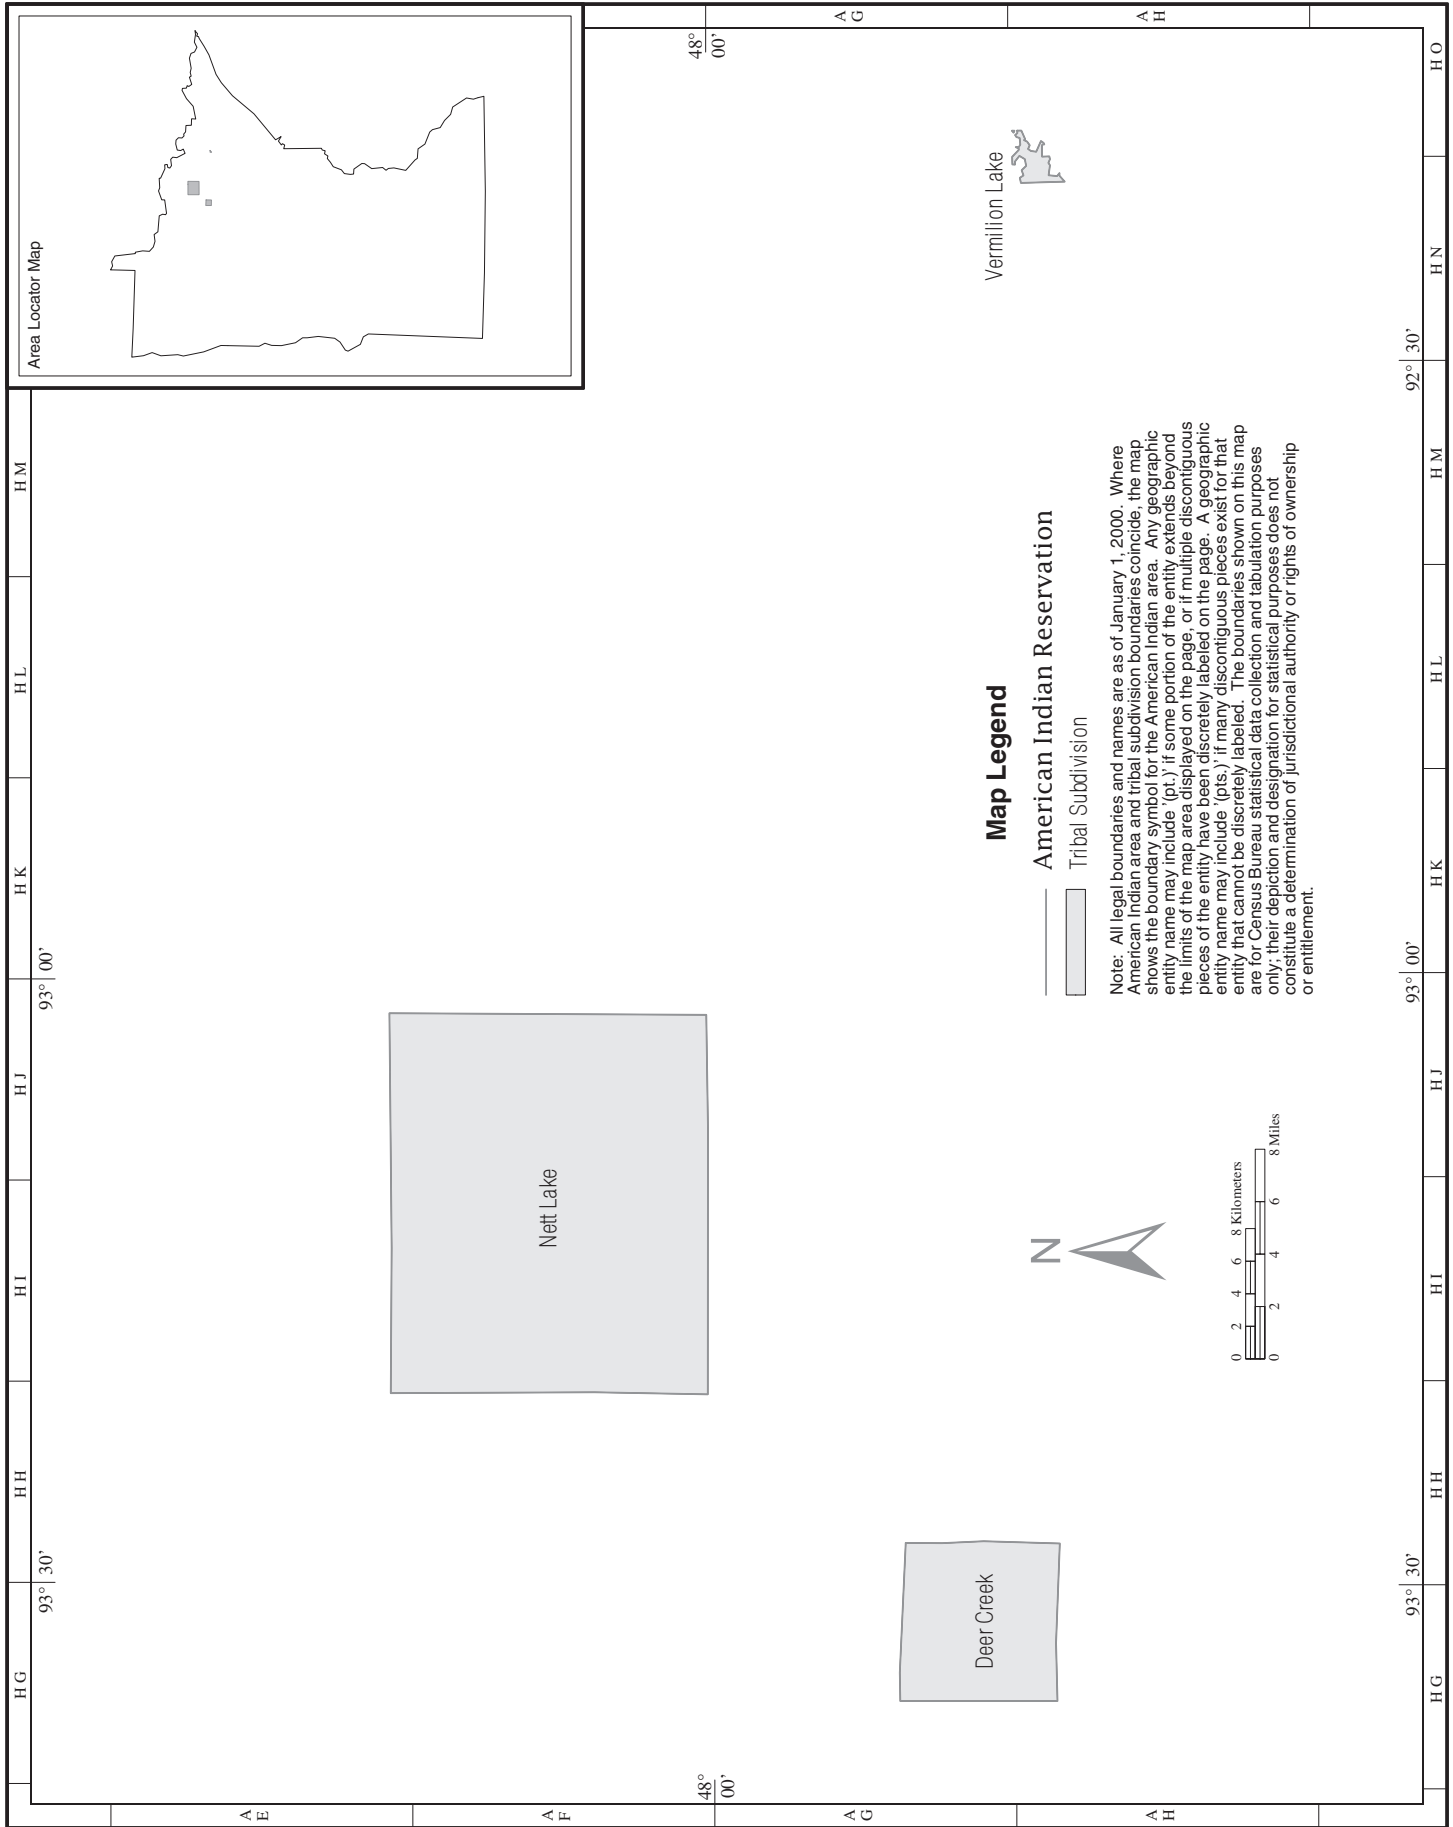 Area Locator Map
H M
H L
H K
H J
H I
H H
H G
93° 00'
93° 30'
48°
00'
A
G
A
H
Vermilion Lake
Nett Lake
Deer Creek
Map Legend
American Indian Reservation
Tribal Subdivision
Note:  All legal boundaries and names are as of January 1, 2000.  Where
American Indian area and tribal subdivision boundaries coincide, the map
shows the boundary symbol for the American Indian area.  Any geographic
entity name may include '(pt.)' if some portion of the entity extends beyond
the limits of the map area displayed on the page, or if multiple discontiguous
pieces of the entity have been discretely labeled on the page.  A geographic
entity name may include '(pts.)' if many discontiguous pieces exist for that
entity that cannot be discretely labeled.  The boundaries shown on this map
are for Census Bureau statistical data collection and tabulation purposes
only; their depiction and designation for statistical purposes does not
constitute a determination of jurisdictional authority or rights of ownership
or entitlement.
N
0 2 4 6 8 Kilometers
0 2 4 6 8 Miles
A
E
A
F
48°
00'
A
G
A
H
93° 30'
93° 00'
92° 30'
H G
H H
H I
H J
H K
H L
H M
H N
H O